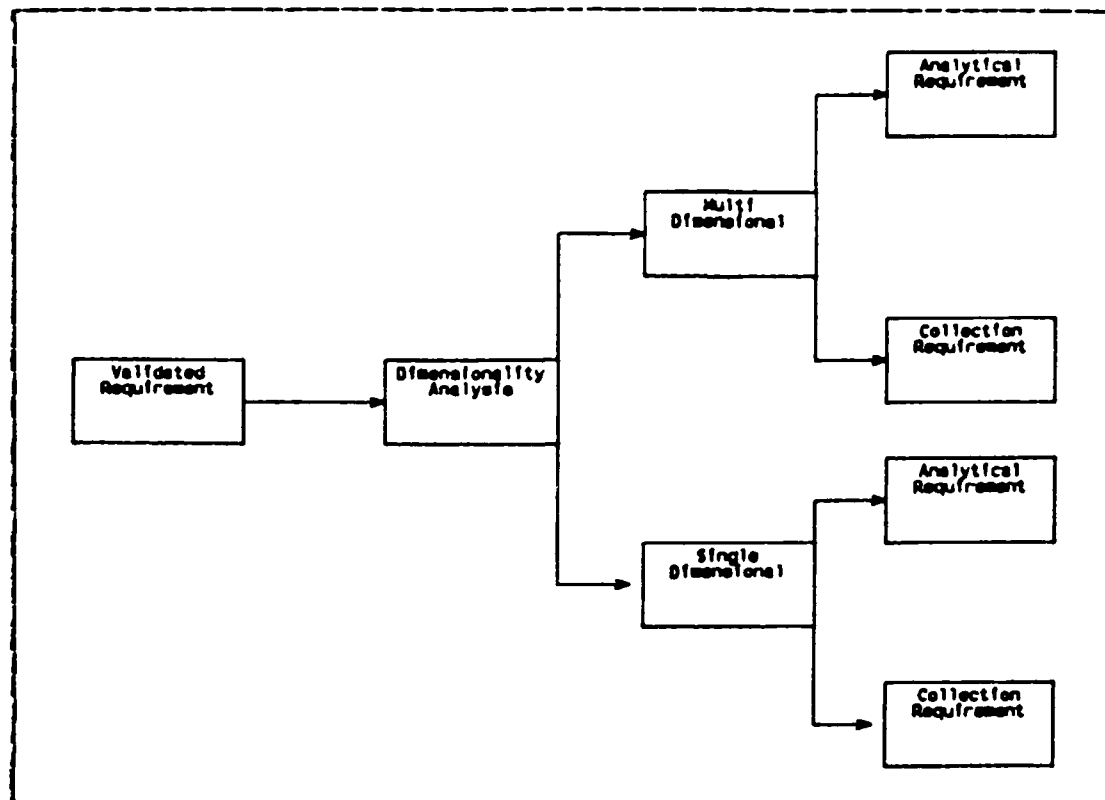 Analytical
Requirement
Multi
Dimensional
Collection
Requirement
Validated
Requirement
Dimensionality
Analysis
Analytical
Requirement
Single
Dimensional
Collection
Requirement